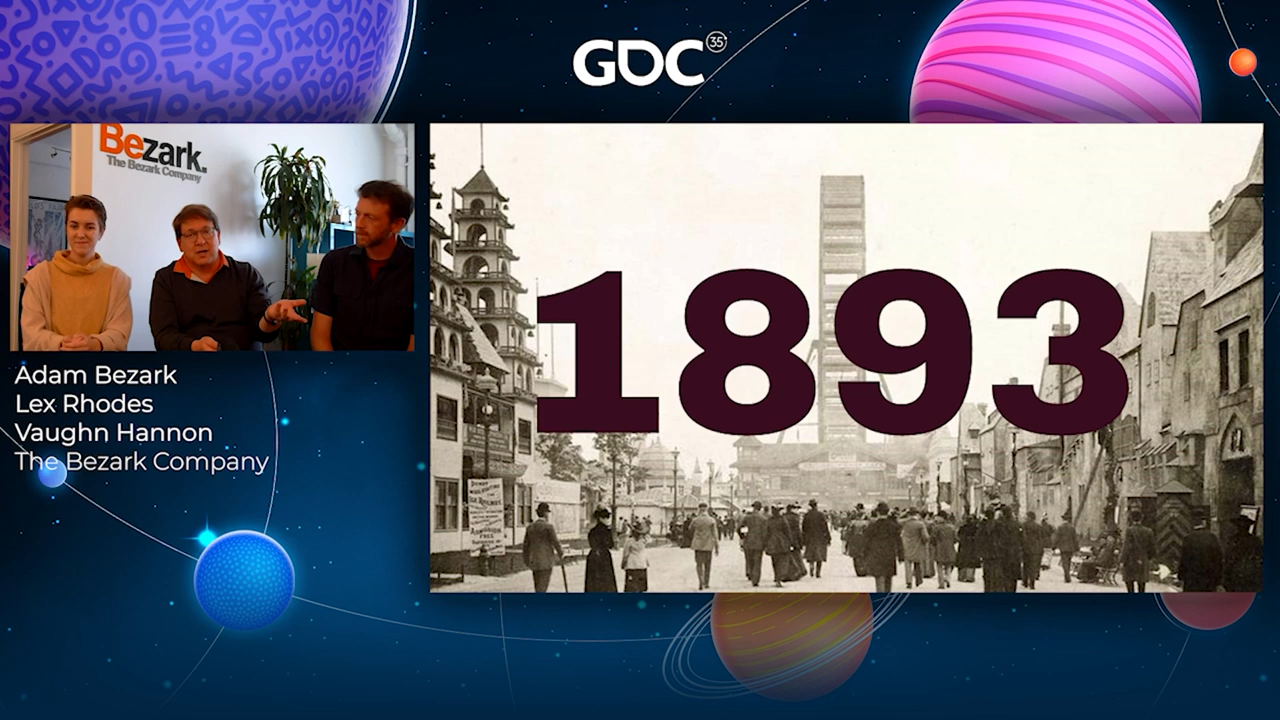 GDC 35
Bezark.
The Bezark Company
1893
Adam Bezark
Lex Rhodes
Vaughn Hannon
The Bezark Company